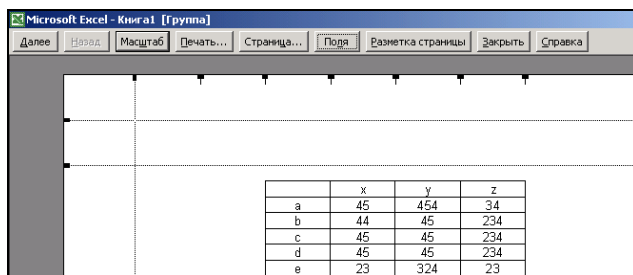 Microsoft Excel - Книга1 [Группа]
Далее Назад Масштаб Печать... Страница... Поля Разметка страницы Закрыть Справка
x y z
a 45 454 34
b 44 45 234
c 45 45 234
d 45 45 234
e 23 324 23